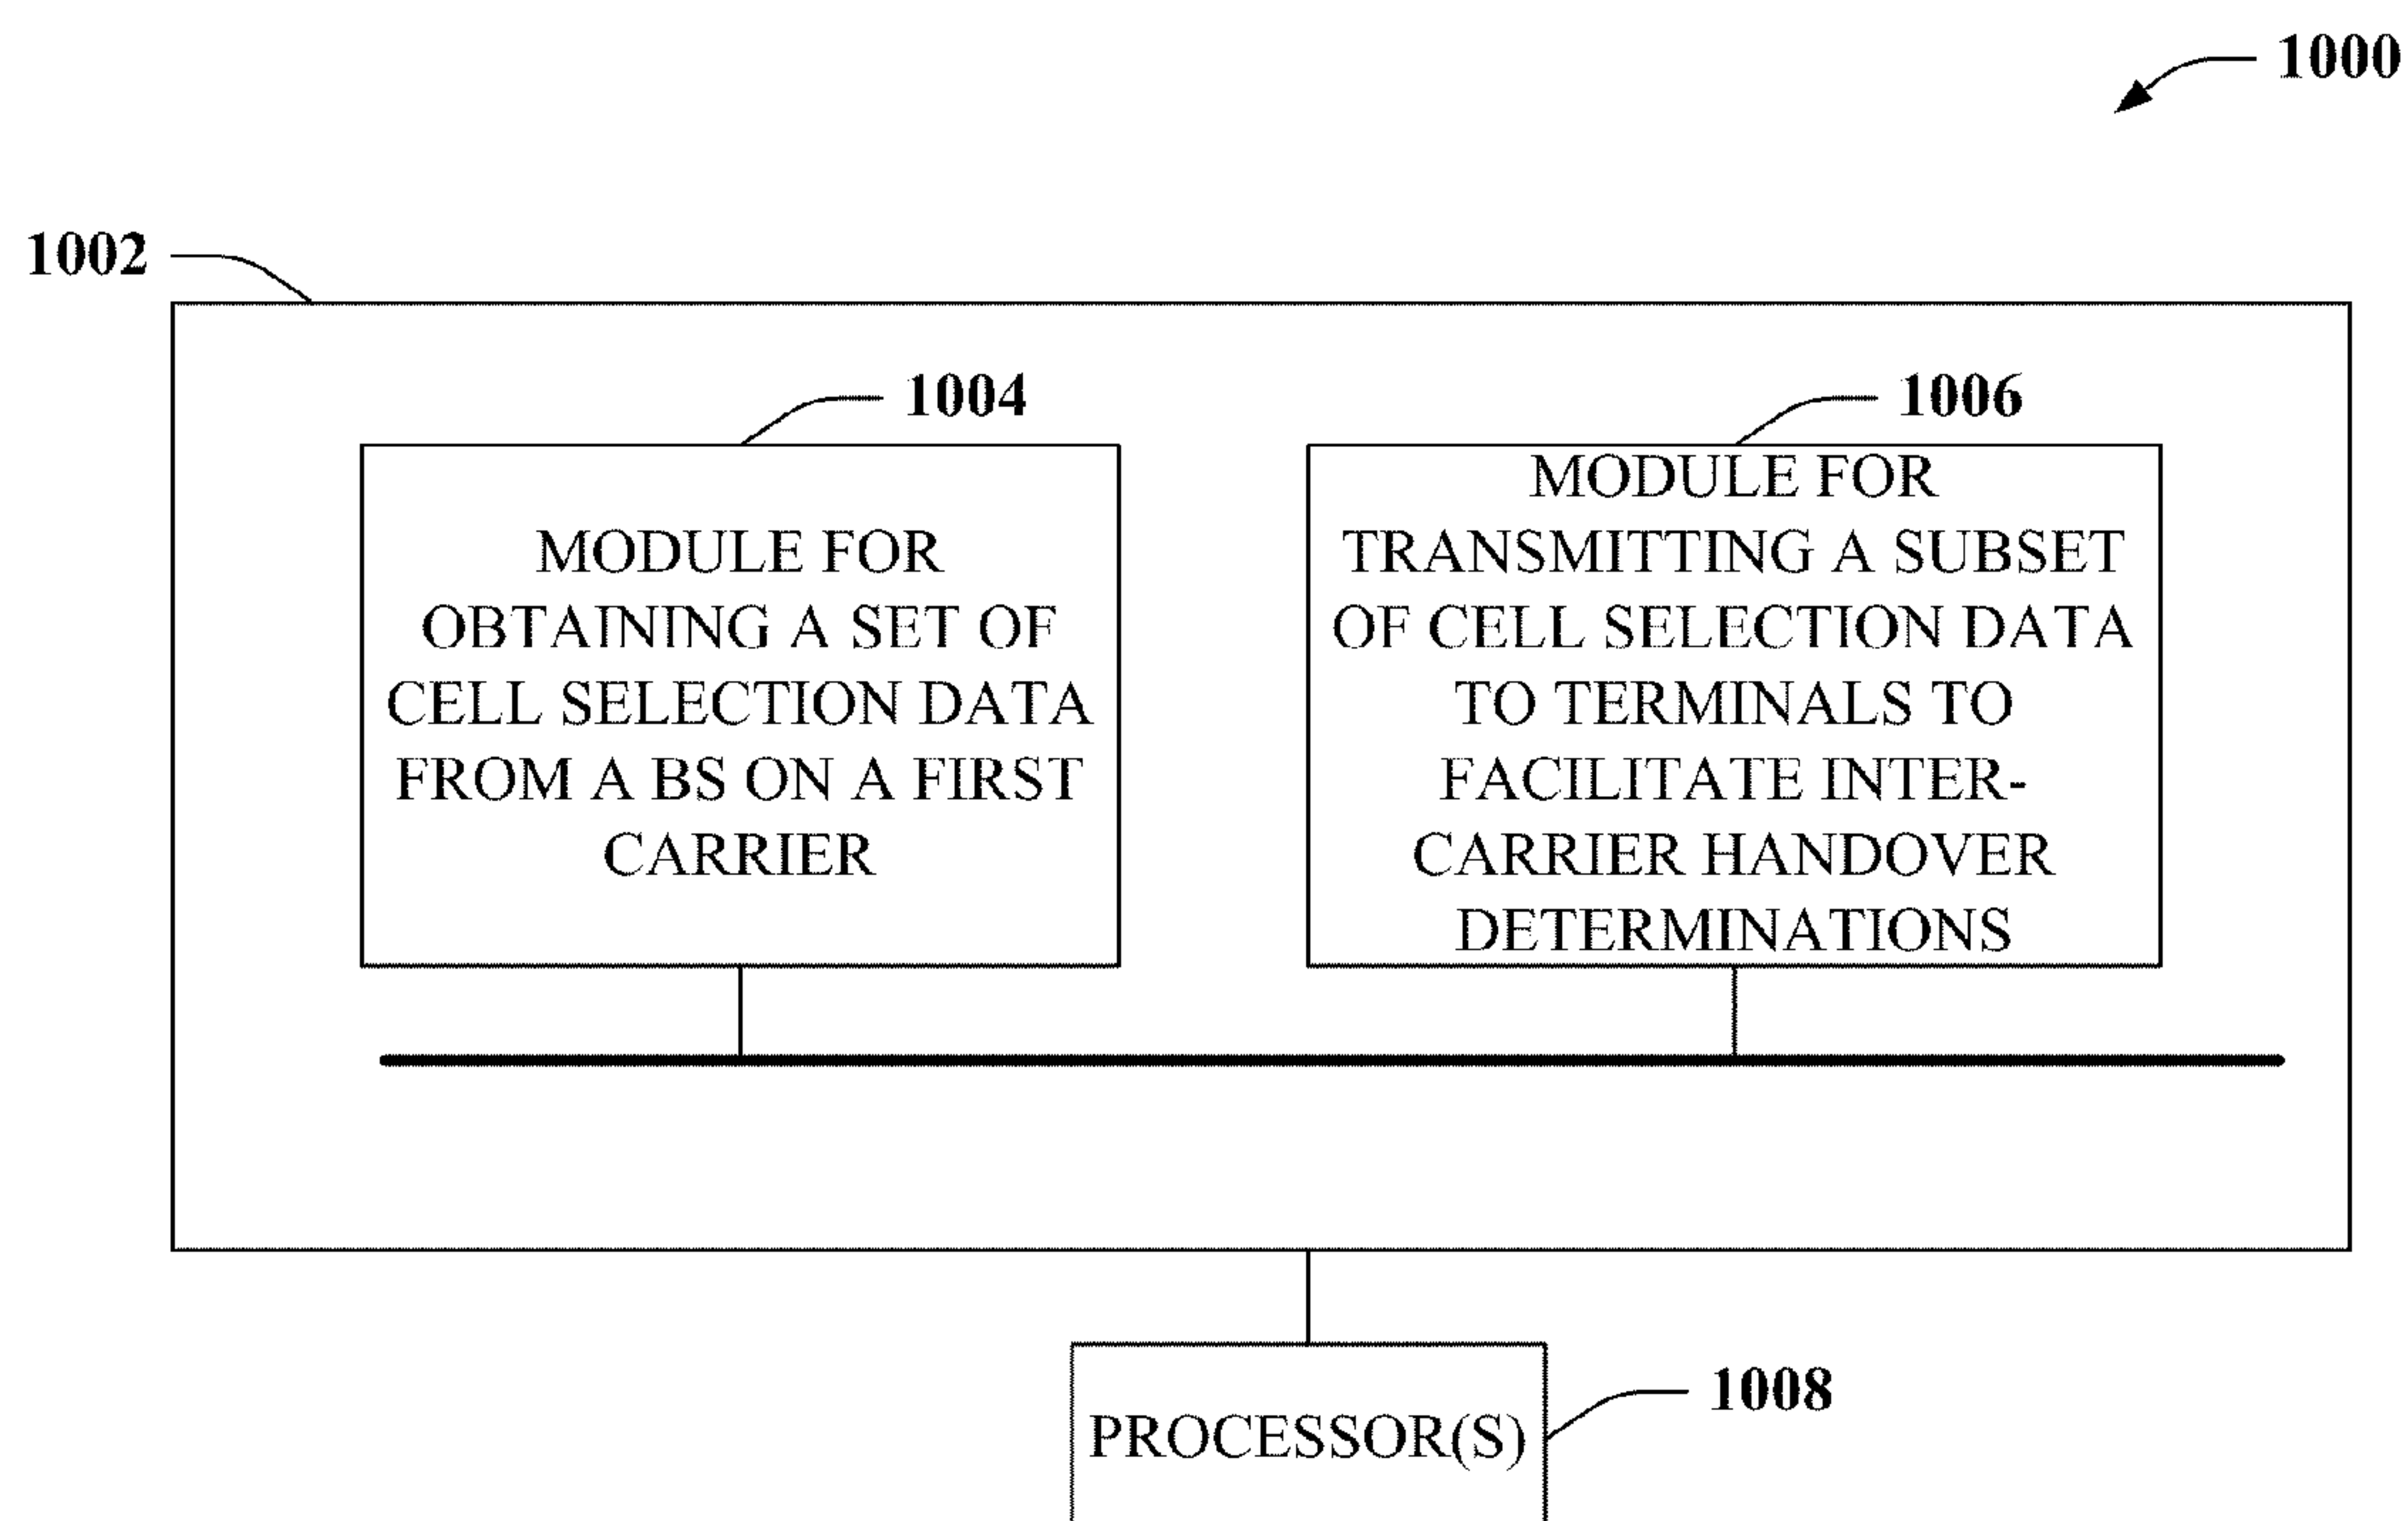 1000
1002
1004
1006
MODULE FOR
OBTAINING A SET OF
CELL SELECTION DATA
FROM A BS ON A FIRST
CARRIER
MODULE FOR
TRANSMITTING A SUBSET
OF CELL SELECTION DATA
TO TERMINALS TO
FACILITATE INTER-
CARRIER HANDOVER
DETERMINATIONS
1008
PROCESSOR(S)